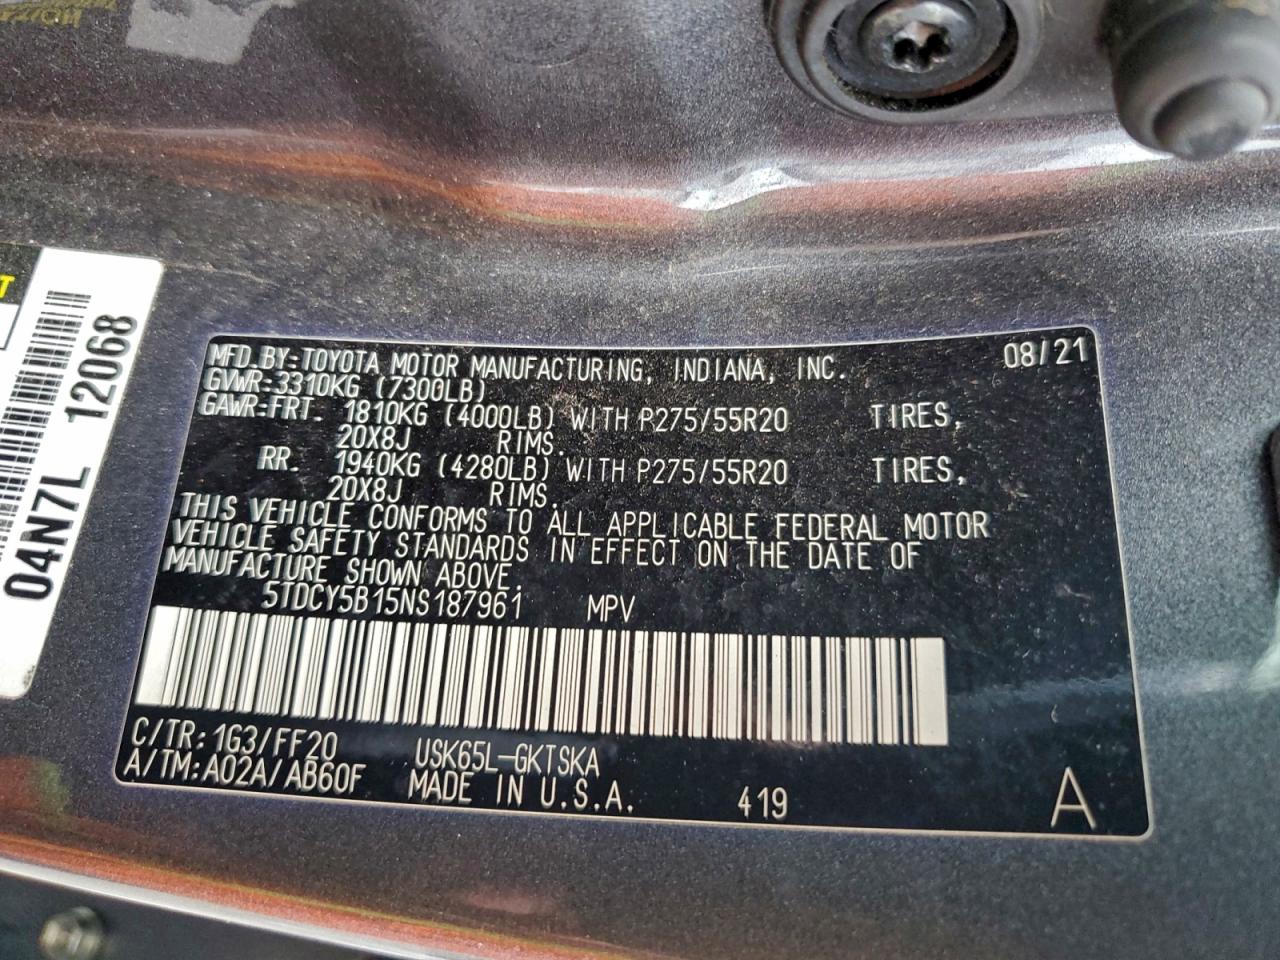 T
04N7L 12068
MFD BY:TOYOTA MOTOR MANUFACTURING, INDIANA, INC. 08/21
GVWR:3310KG (7300LB)
GAWR:FRT. 1810KG (4000LB) WITH P275/55R20 TIRES,
20X8J RIMS.
RR. 1940KG (4280LB) WITH P275/55R20 TIRES,
20X8J RIMS.
THIS VEHICLE CONFORMS TO ALL APPLICABLE FEDERAL MOTOR
VEHICLE SAFETY STANDARDS IN EFFECT ON THE DATE OF
MANUFACTURE SHOWN ABOVE.
5TDCY5B15NS187961 MPV
C/TR:1G3/FF20 USK65L-GKTSKA
A/TM:A02A/AB60F MADE IN U.S.A. 419 A